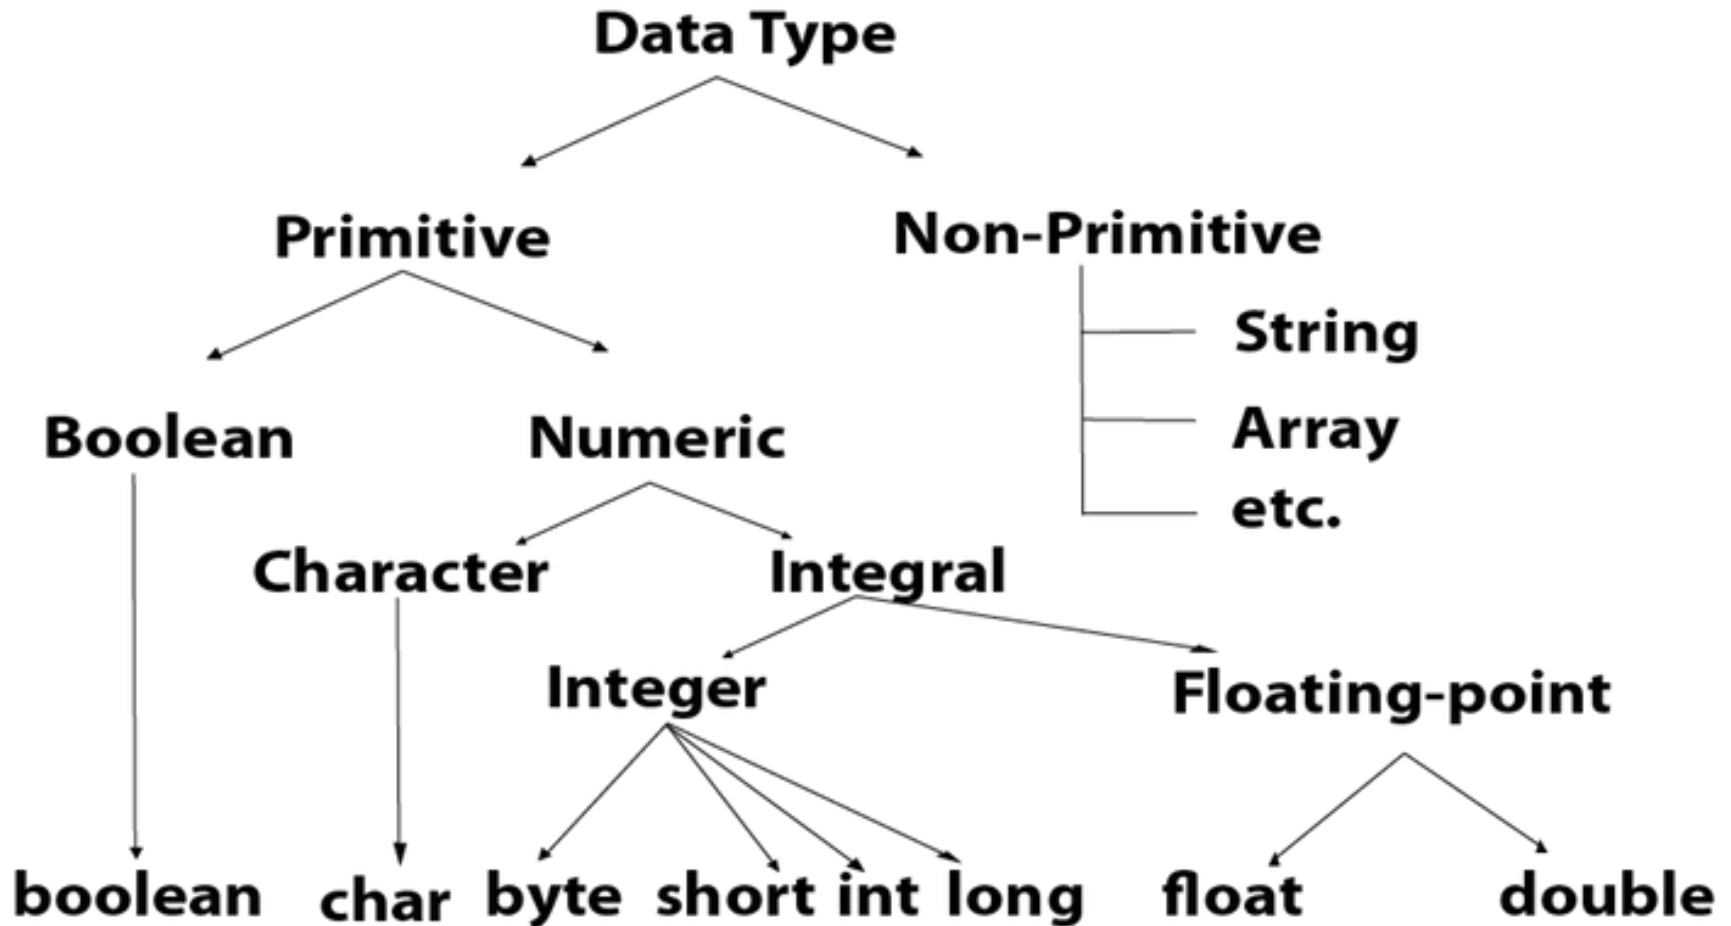 Data Type
Primitive
Non-Primitive
String
Array
etc.
Boolean
Numeric
Character
Integral
Integer
Floating-point
boolean
char
byte
short
int
long
float
double